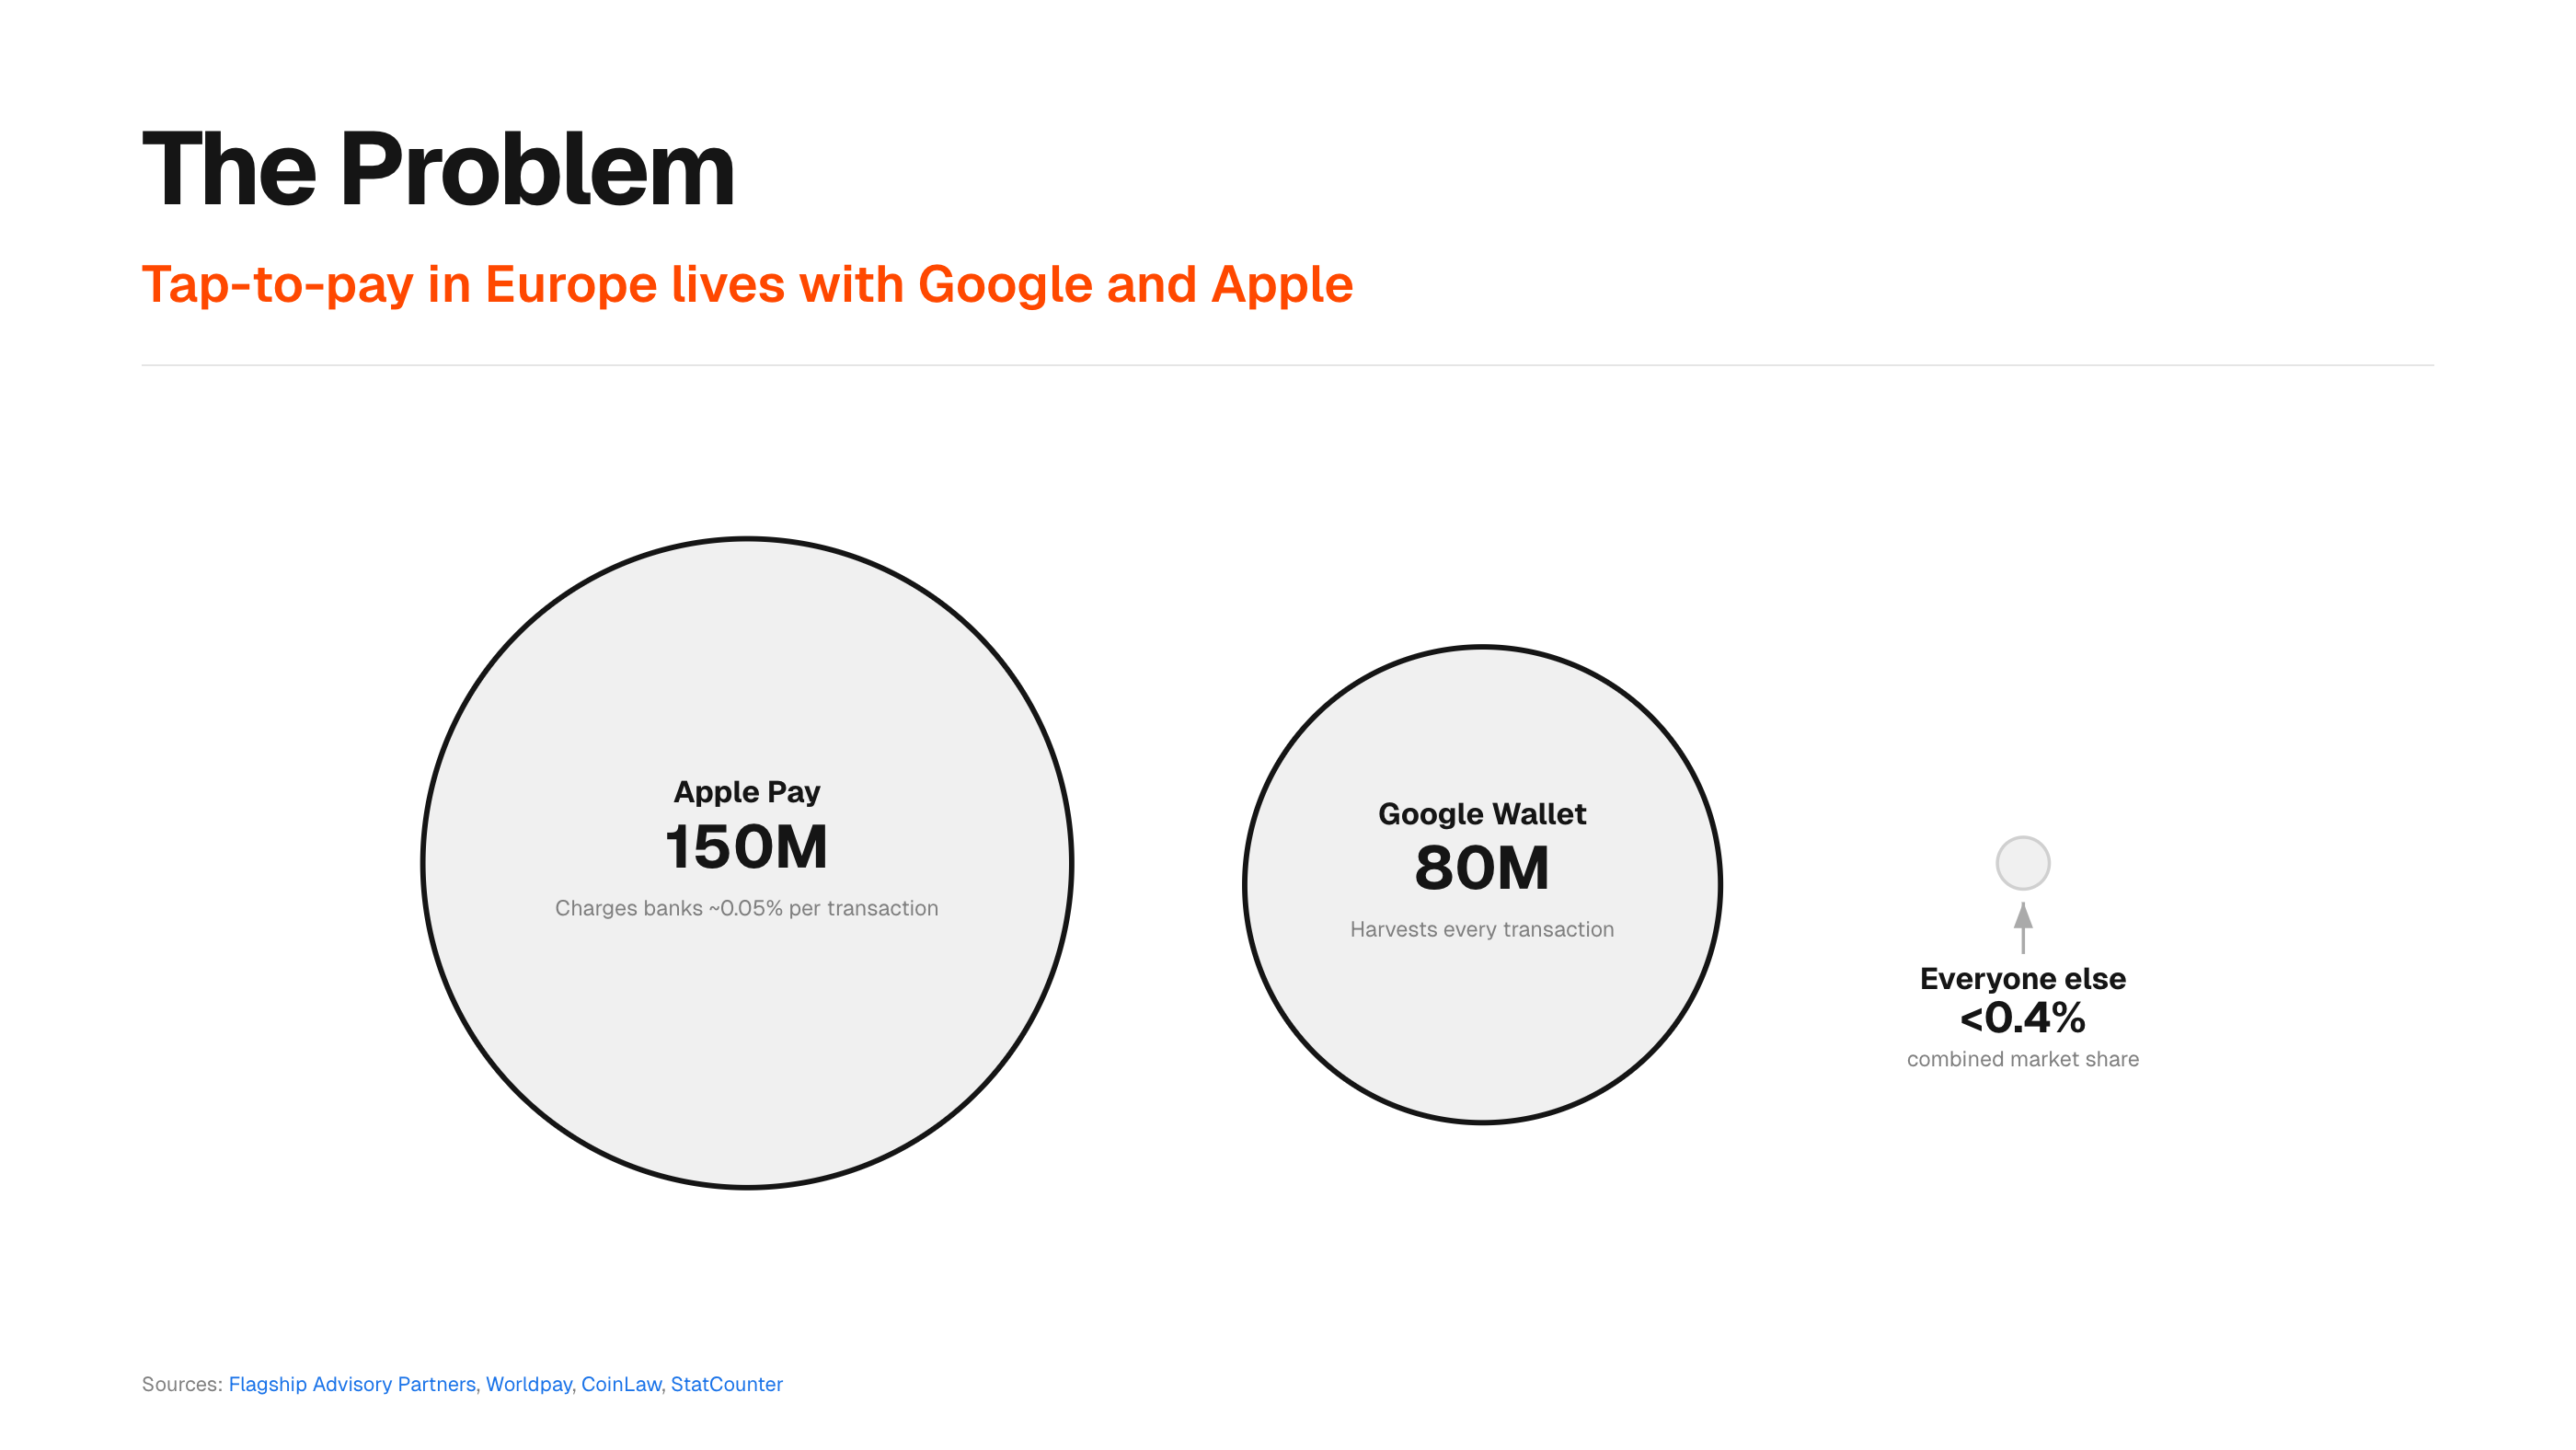 The Problem
Tap-to-pay in Europe lives with Google and Apple
Apple Pay
150M
Charges banks ~0.05% per transaction
Google Wallet
80M
Harvests every transaction
Everyone else
<0.4%
combined market share
Sources: Flagship Advisory Partners, Worldpay, CoinLaw, StatCounter